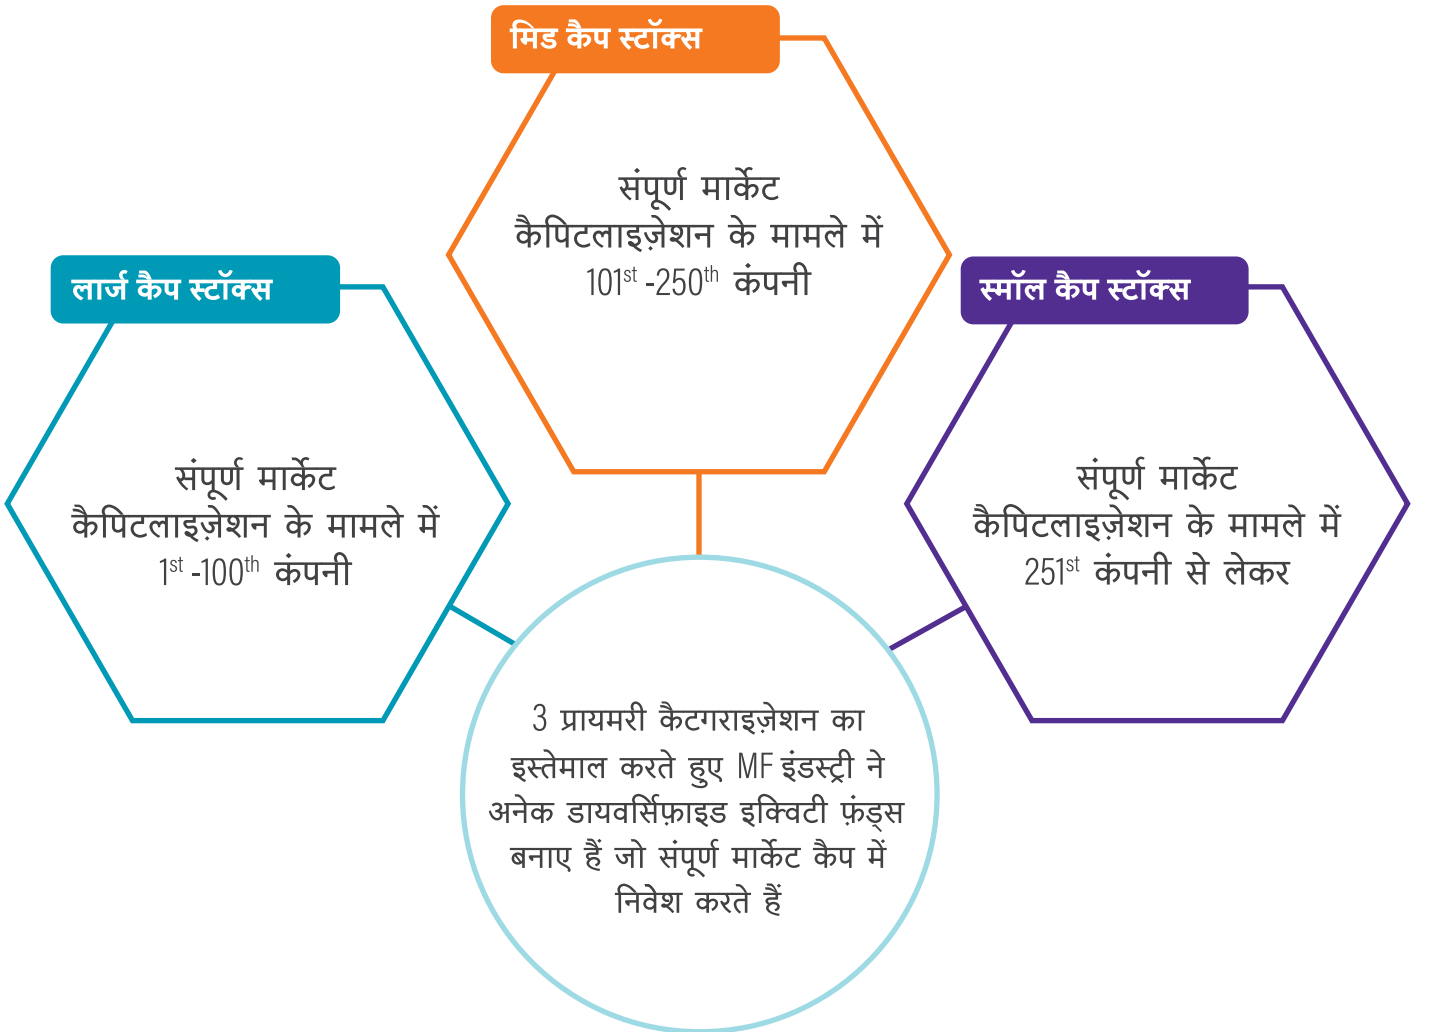 मिड कैप स्टॉक्स
संपूर्ण मार्केट
कैपिटलाइज़ेशन के मामले में
101st -250th कंपनी
लार्ज कैप स्टॉक्स
संपूर्ण मार्केट
कैपिटलाइज़ेशन के मामले में
1st -100th कंपनी
स्मॉल कैप स्टॉक्स
संपूर्ण मार्केट
कैपिटलाइज़ेशन के मामले में
251st कंपनी से लेकर
3 प्रायमरी कैटगराइज़ेशन का
इस्तेमाल करते हुए MF इंडस्ट्री ने
अनेक डायवर्सिफ़ाइड इक्विटी फ़ंड्स
बनाए हैं जो संपूर्ण मार्केट कैप में
निवेश करते हैं